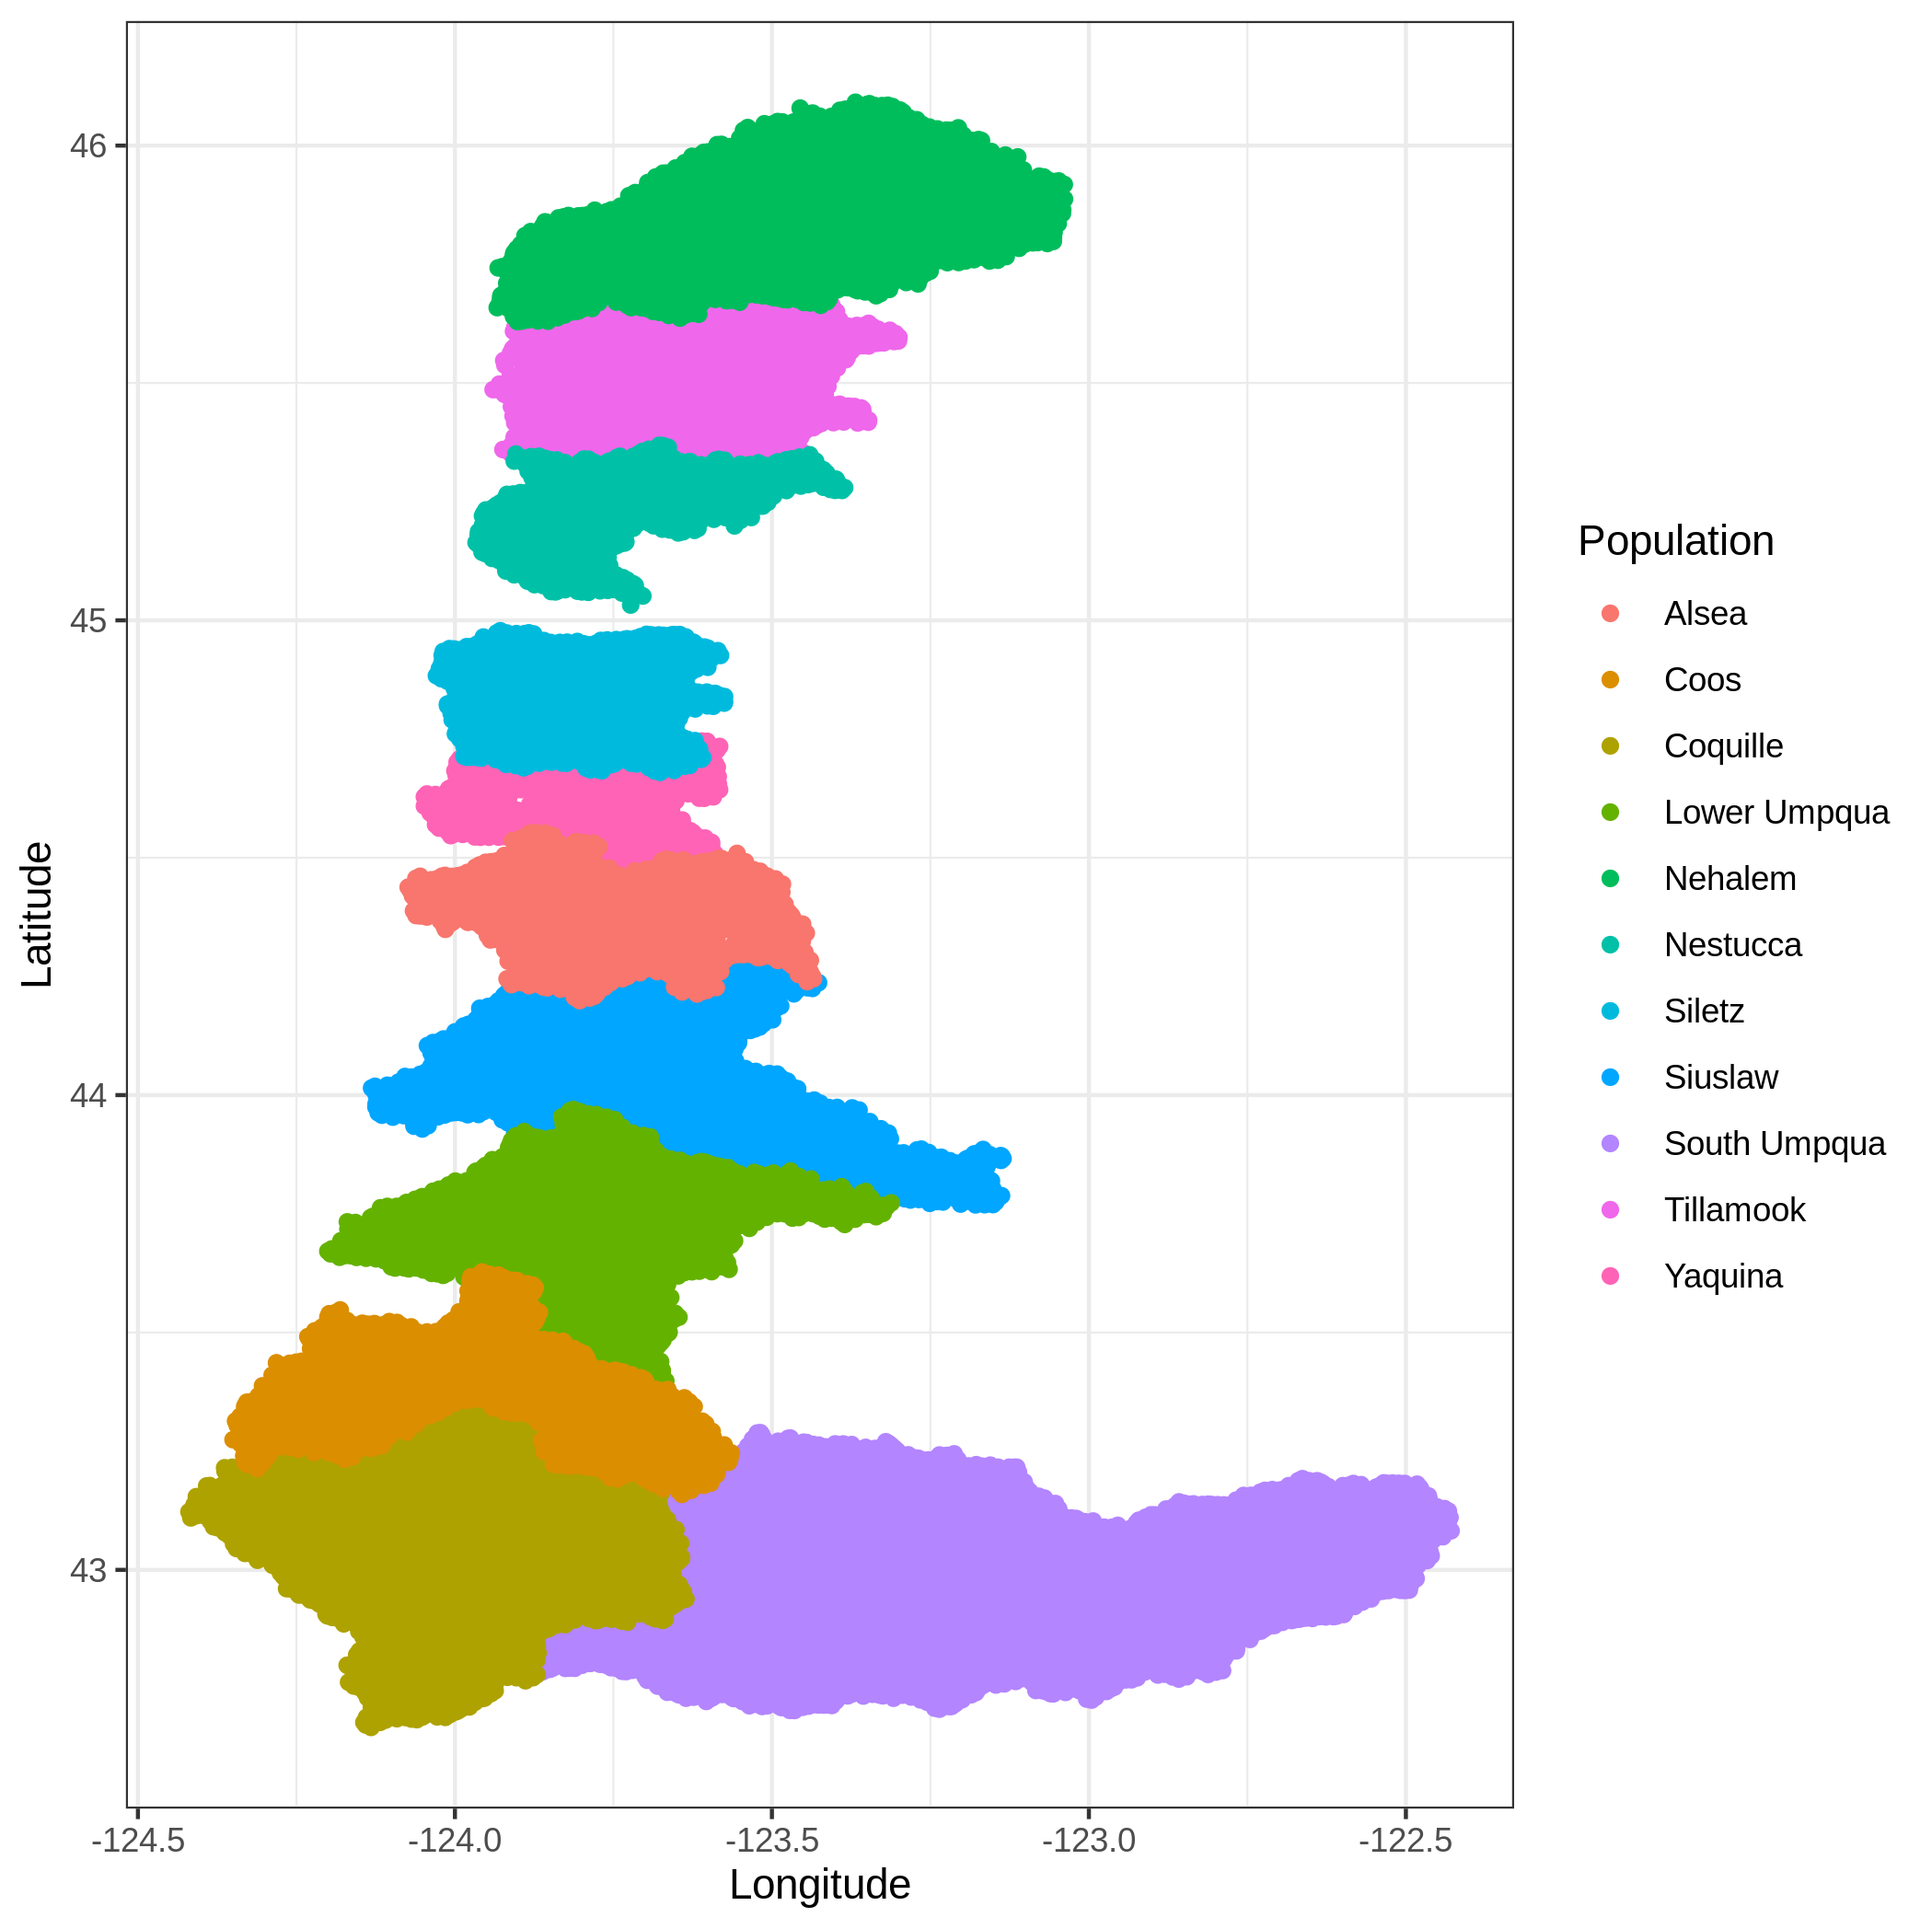 46
45
44
43
Latitude
-124.5
-124.0
-123.5
-123.0
-122.5
Longitude
Population
Alsea
Coos
Coquille
Lower Umpqua
Nehalem
Nestucca
Siletz
Siuslaw
South Umpqua
Tillamook
Yaquina